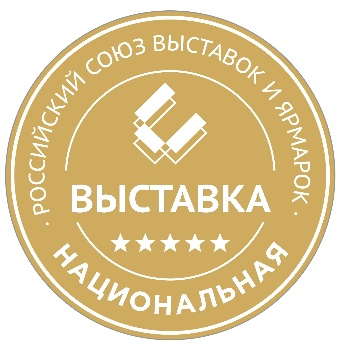 · РОССИЙСКИЙ СОЮЗ ВЫСТАВОК И ЯРМАРОК ·
ВЫСТАВКА
НАЦИОНАЛЬНАЯ